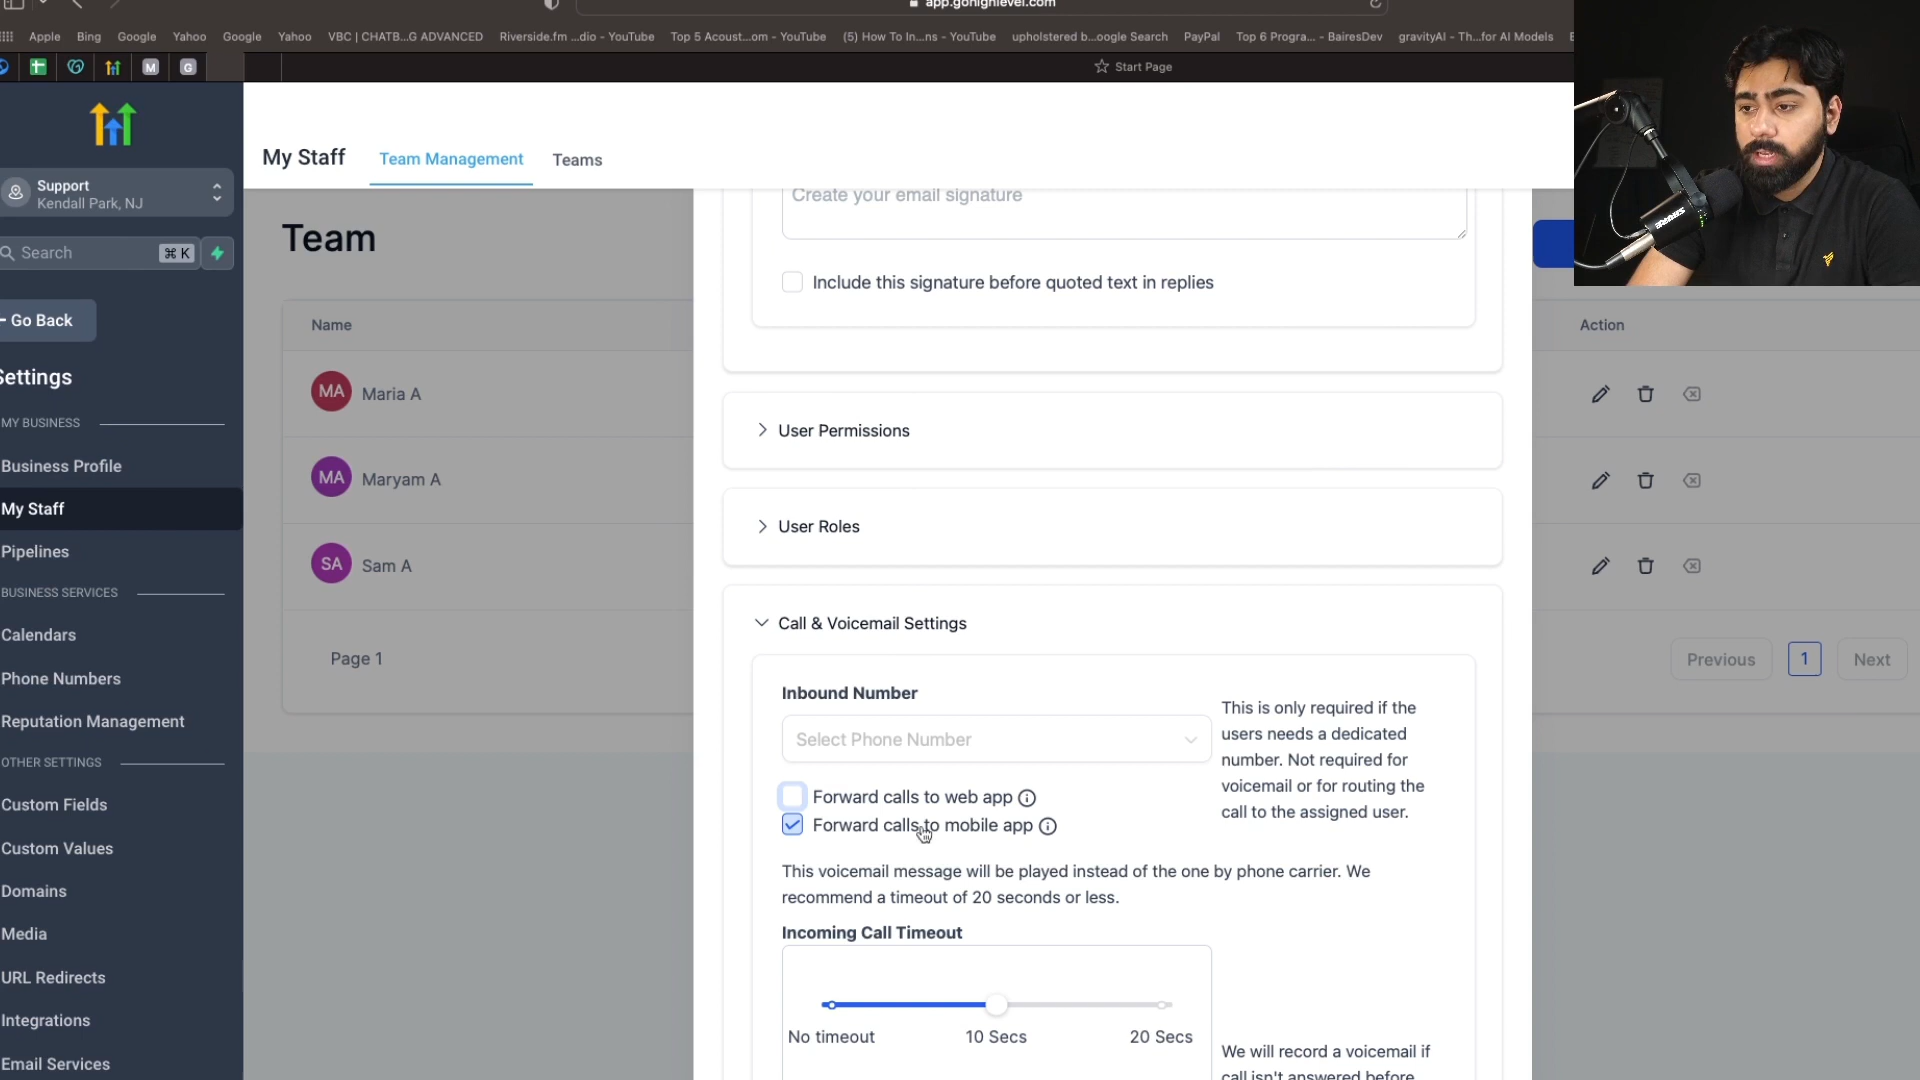 app.gohighlevel.com
Apple Bing Google Yahoo Google Yahoo VBC | CHATB...G ADVANCED Riverside.fm ...dio - YouTube Top 5 Acoust...om - YouTube (5) How To In...ns - YouTube upholstered b...oogle Search PayPal Top 6 Progra... - BairesDev gravityAI - Th...for AI Models
M G Start Page
Support
Kendall Park, NJ
Search ⌘ K
Go Back
Settings
MY BUSINESS
Business Profile
My Staff
Pipelines
BUSINESS SERVICES
Calendars
Phone Numbers
Reputation Management
OTHER SETTINGS
Custom Fields
Custom Values
Domains
Media
URL Redirects
Integrations
Email Services
My Staff Team Management Teams
Team
Name Action
MA Maria A
MA Maryam A
SA Sam A
Page 1 Previous 1 Next
Create your email signature
Include this signature before quoted text in replies
User Permissions
User Roles
Call & Voicemail Settings
Inbound Number
Select Phone Number
This is only required if the
users needs a dedicated
number. Not required for
voicemail or for routing the
call to the assigned user.
Forward calls to web app
Forward calls to mobile app
This voicemail message will be played instead of the one by phone carrier. We
recommend a timeout of 20 seconds or less.
Incoming Call Timeout
No timeout 10 Secs 20 Secs
We will record a voicemail if
call isn't answered before